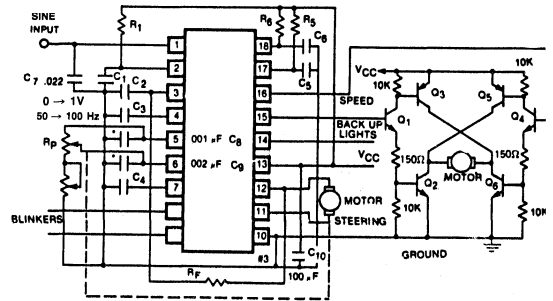 SINE
INPUT
R1
R6
R5
C6
C5
C7 .022
C1
C2
C3
C4
0 → 1V
50 → 100 Hz
RP
BLINKERS
1
2
3
4
5
6
7
18
17
16
15
14
13
12
11
10
001 μF C8
002 μF C9
VCC
SPEED
BACK UP
LIGHTS
VCC
MOTOR
STEERING
RF
#3
C10
100 μF
GROUND
10K
Q3
Q5
10K
Q1
Q4
150Ω
MOTOR
150Ω
Q2
Q6
10K
10K